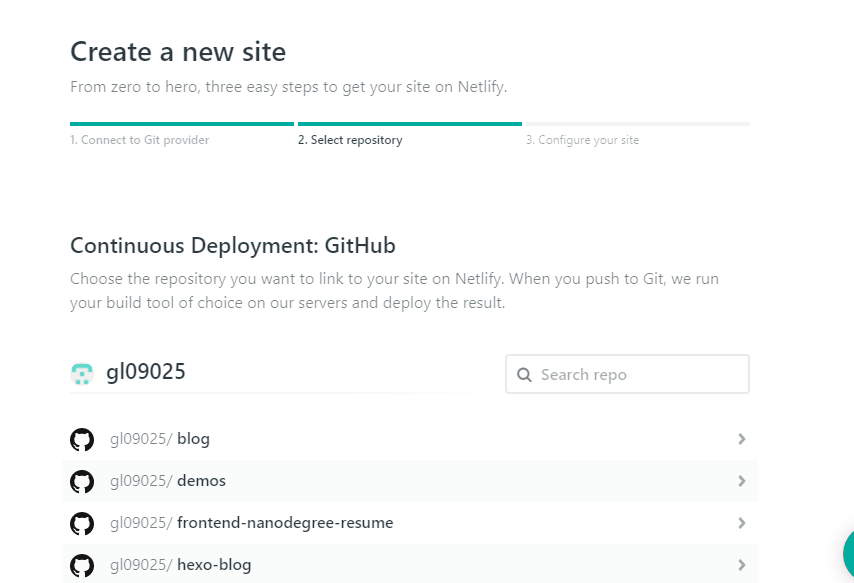 Create a new site
From zero to hero, three easy steps to get your site on Netlify.
1. Connect to Git provider
2. Select repository
3. Configure your site
Continuous Deployment: GitHub
Choose the repository you want to link to your site on Netlify. When you push to Git, we run
your build tool of choice on our servers and deploy the result.
gl09025
Search repo
gl09025/ blog
gl09025/ demos
gl09025/ frontend-nanodegree-resume
gl09025/ hexo-blog